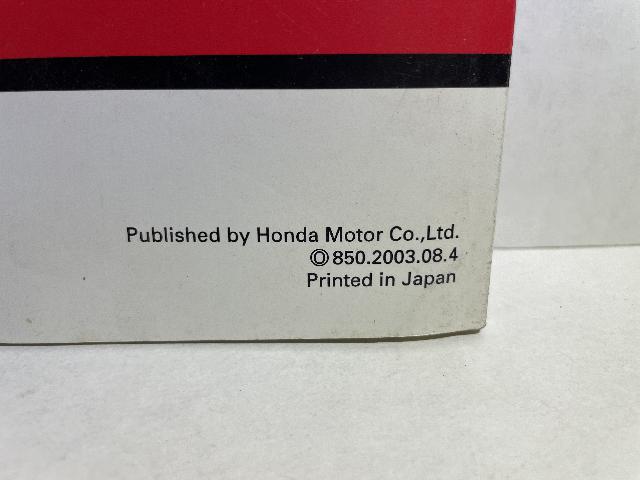 Published by Honda Motor Co.,Ltd.
◎850.2003.08.4
Printed in Japan